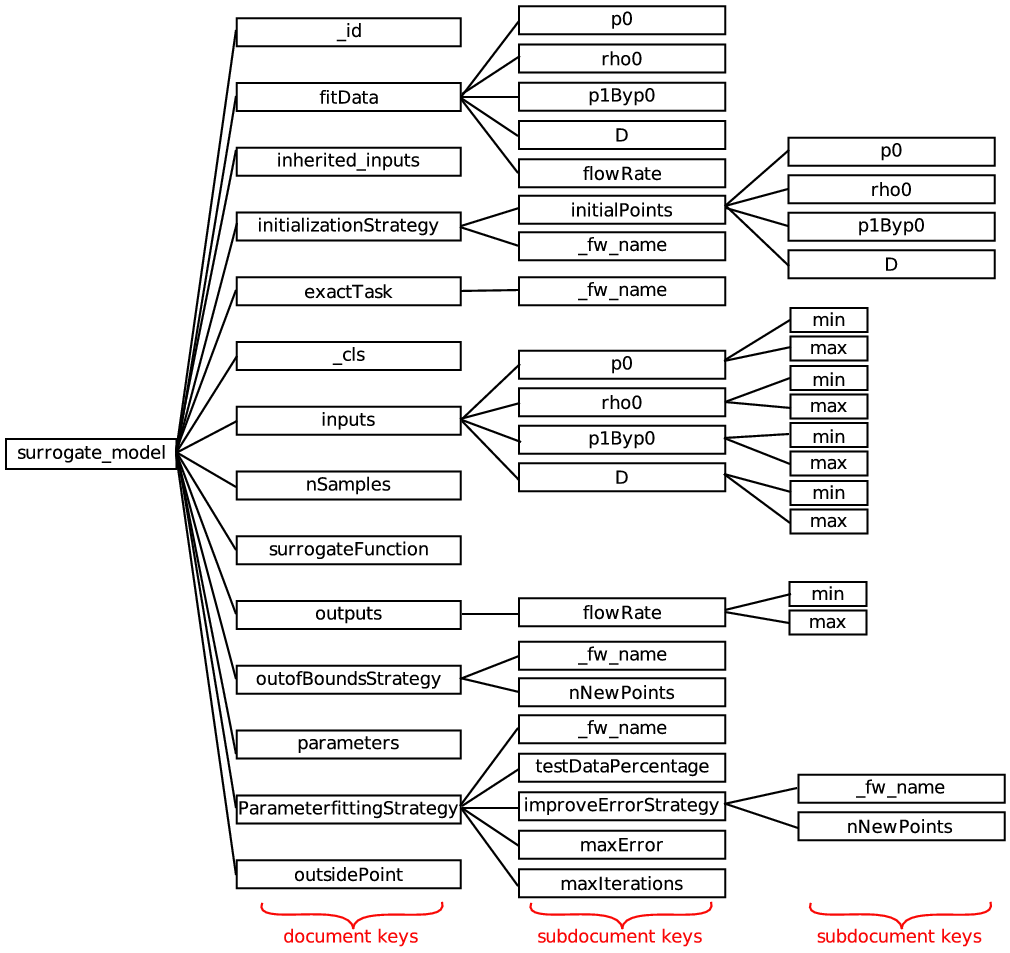 surrogate_model
_id
fitData
p0
rho0
p1Byp0
D
flowRate
inherited_inputs
initializationStrategy
initialPoints
p0
rho0
p1Byp0
D
_fw_name
exactTask
_fw_name
_cls
inputs
p0
min
max
rho0
min
max
p1Byp0
min
max
D
min
max
nSamples
surrogateFunction
outputs
flowRate
min
max
outofBoundsStrategy
_fw_name
nNewPoints
parameters
ParameterfittingStrategy
_fw_name
testDataPercentage
improveErrorStrategy
_fw_name
nNewPoints
maxError
maxIterations
outsidePoint
document keys
subdocument keys
subdocument keys